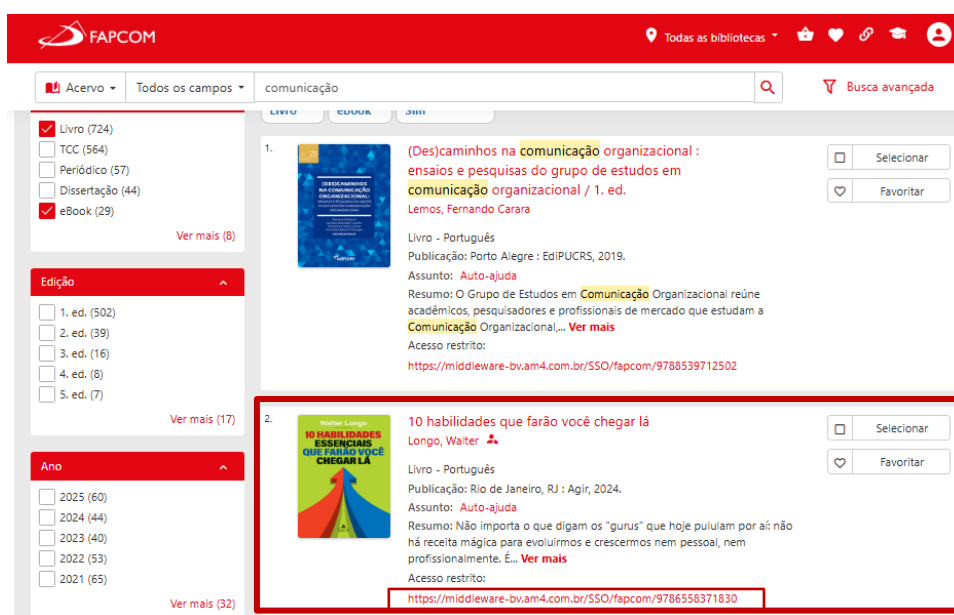 FAPCOM
Todas as bibliotecas
Acervo
Todos os campos
comunicação
Busca avançada
Livro
eBook
Sim
Livro (724)
TCC (564)
Periódico (57)
Dissertação (44)
eBook (29)
Ver mais (8)
Edição
1. ed. (502)
2. ed. (39)
3. ed. (16)
4. ed. (8)
5. ed. (7)
Ver mais (17)
Ano
2025 (60)
2024 (44)
2023 (40)
2022 (53)
2021 (65)
Ver mais (32)
1.
(DES)CAMINHOS
NA COMUNICAÇÃO
ORGANIZACIONAL:
(Des)caminhos na comunicação organizacional :
ensaios e pesquisas do grupo de estudos em
comunicação organizacional / 1. ed.
Lemos, Fernando Carara
Livro - Português
Publicação: Porto Alegre : EdiPUCRS, 2019.
Assunto: Auto-ajuda
Resumo: O Grupo de Estudos em Comunicação Organizacional reúne
acadêmicos, pesquisadores e profissionais de mercado que estudam a
Comunicação Organizacional,... Ver mais
Acesso restrito:
https://middleware-bv.am4.com.br/SSO/fapcom/9788539712502
Selecionar
Favoritar
2.
Walter Longo
10 HABILIDADES
ESSENCIAIS
QUE FARÃO VOCÊ
CHEGAR LÁ
10 habilidades que farão você chegar lá
Longo, Walter
Livro - Português
Publicação: Rio de Janeiro, RJ : Agir, 2024.
Assunto: Auto-ajuda
Resumo: Não importa o que digam os "gurus" que hoje pululam por aí: não
há receita mágica para evoluirmos e crescermos nem pessoal, nem
profissionalmente. É... Ver mais
Acesso restrito:
https://middleware-bv.am4.com.br/SSO/fapcom/9786558371830
Selecionar
Favoritar